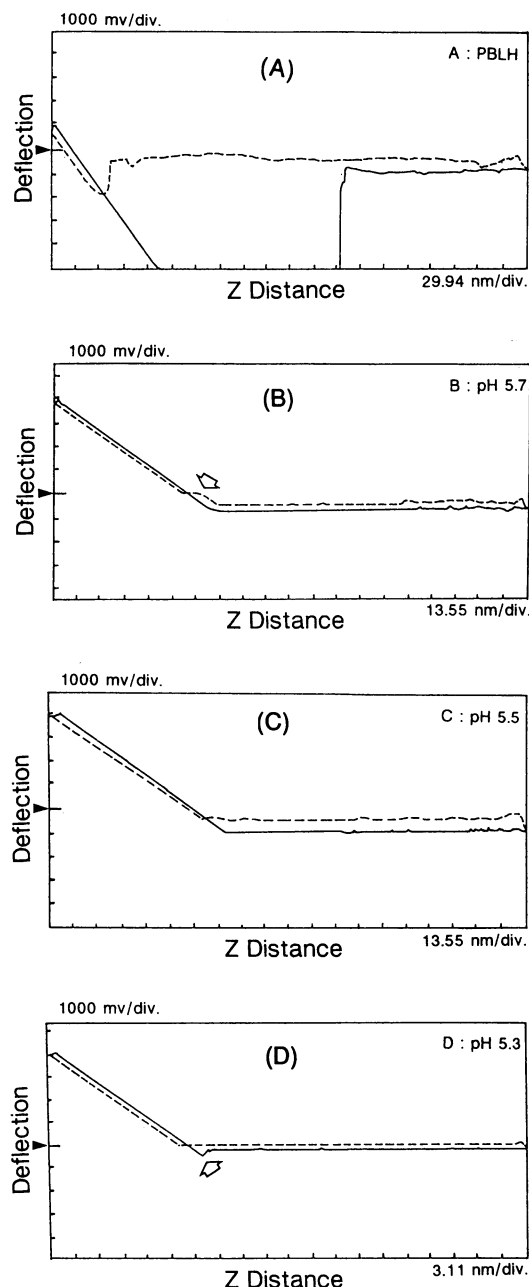 1000 mv/div.
(A)
A : PBLH
Deflection
Z Distance
29.94 nm/div.
1000 mv/div.
(B)
B : pH 5.7
Deflection
Z Distance
13.55 nm/div.
1000 mv/div.
(C)
C : pH 5.5
Deflection
Z Distance
13.55 nm/div.
1000 mv/div.
(D)
D : pH 5.3
Deflection
Z Distance
3.11 nm/div.